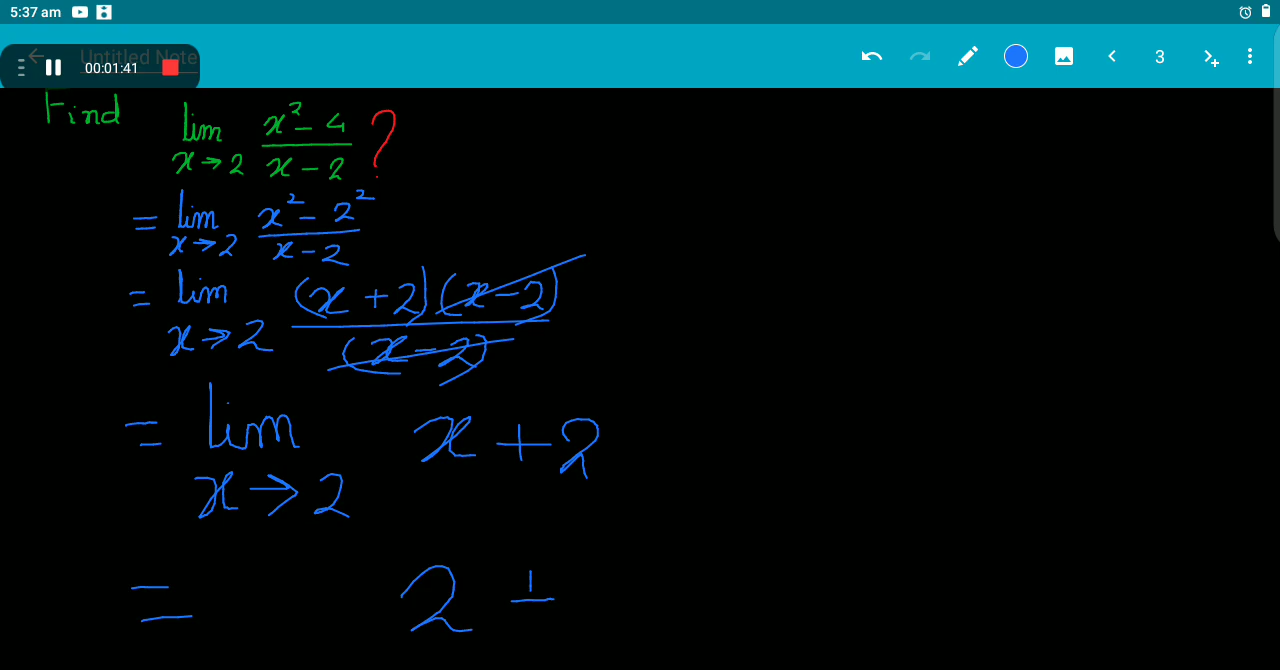 5:37 am
Untitled Note
00:01:41
3
Find lim x→2 x²-4 / x-2 ?
= lim x→2 x²-2² / x-2
= lim x→2 (x+2)(x-2) / (x-2)
= lim x→2 x+2
= 2 +